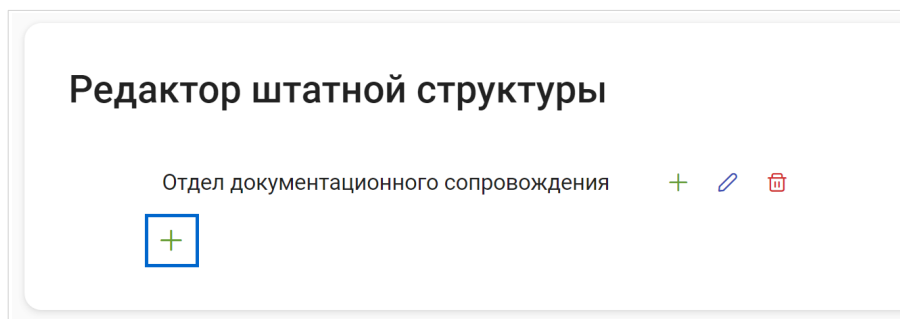 Редактор штатной структуры
Отдел документационного сопровождения